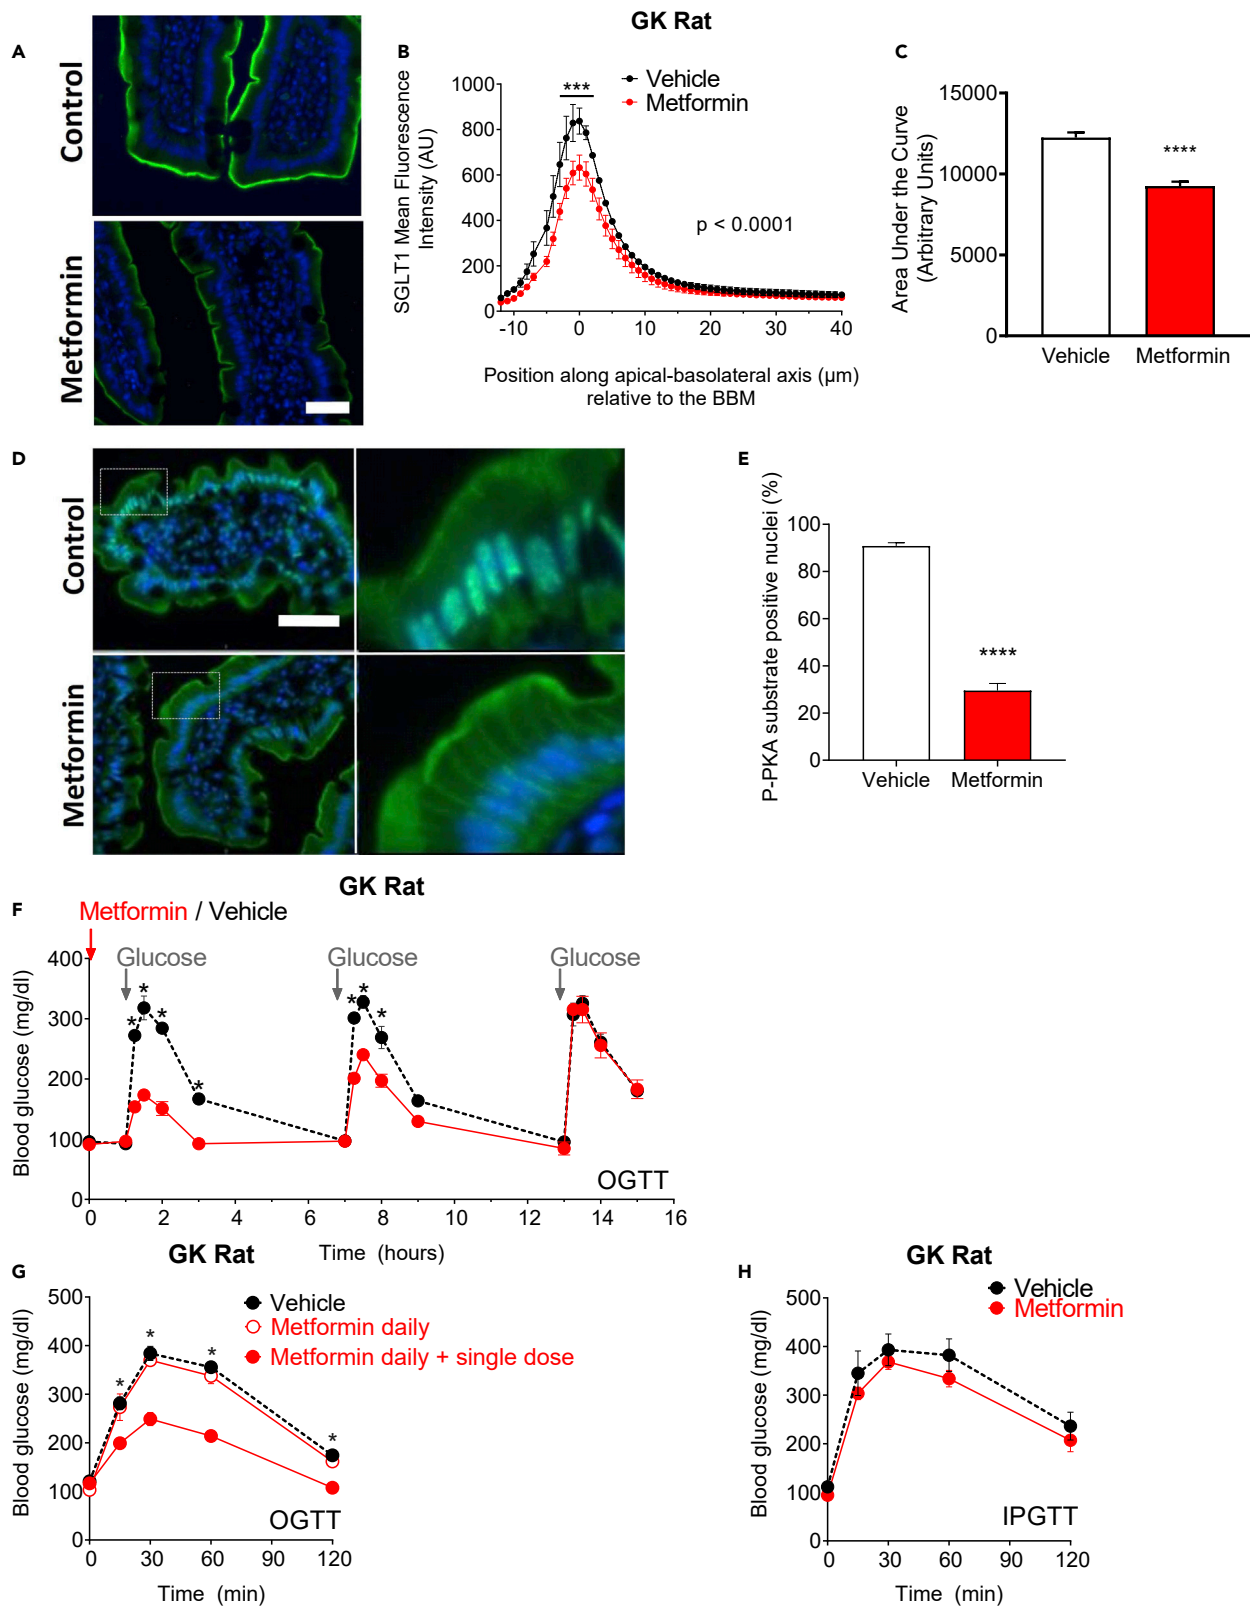 A
Control
Metformin
B
GK Rat
Vehicle
Metformin
***
SGLT1 Mean Fluorescence
Intensity (AU)
1000
800
600
400
200
0
p < 0.0001
-10 0 10 20 30 40
Position along apical-basolateral axis (μm)
relative to the BBM
C
Area Under the Curve
(Arbitrary Units)
15000
10000
5000
0
****
Vehicle Metformin
D
Control
Metformin
E
P-PKA substrate positive nuclei (%)
100
80
60
40
20
0
****
Vehicle Metformin
GK Rat
F
Metformin / Vehicle
Glucose Glucose Glucose
Blood glucose (mg/dl)
400
300
200
100
0
* * * *
* * *
OGTT
0 2 4 6 8 10 12 14 16
Time (hours)
GK Rat
G
Vehicle
Metformin daily
Metformin daily + single dose
Blood glucose (mg/dl)
500
400
300
200
100
0
* * * *
OGTT
0 30 60 90 120
Time (min)
GK Rat
H
Vehicle
Metformin
Blood glucose (mg/dl)
500
400
300
200
100
0
IPGTT
0 30 60 90 120
Time (min)